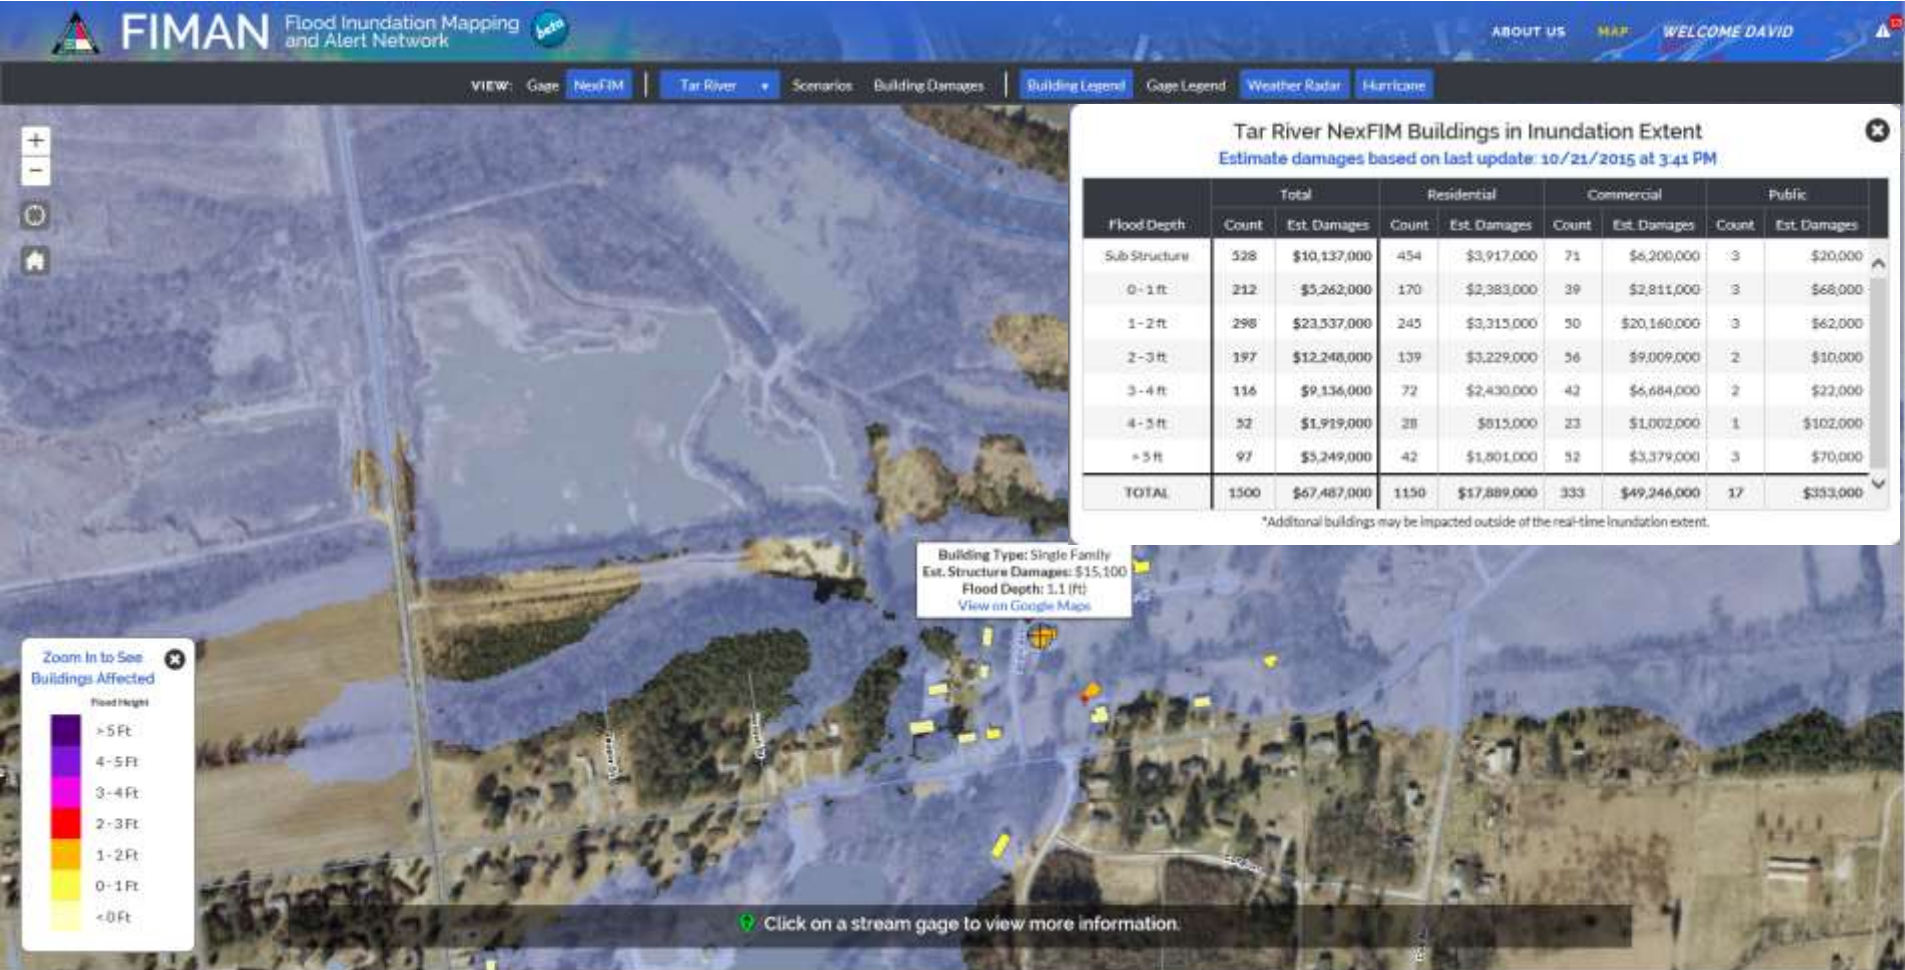 FIMAN Flood Inundation Mapping
and Alert Network beta
ABOUT US MAP WELCOME DAVID
VIEW: Gage NexFIM | Tar River Scenarios Building Damages | Building Legend Gage Legend Weather Radar Hurricane
+
−
Tar River NexFIM Buildings in Inundation Extent
Estimate damages based on last update: 10/21/2015 at 3:41 PM
Total Residential Commercial Public
Flood Depth Count Est. Damages Count Est. Damages Count Est. Damages Count Est. Damages
Sub Structure 528 $10,137,000 454 $3,917,000 71 $6,200,000 3 $20,000
0 - 1 ft 212 $5,262,000 170 $2,383,000 39 $2,811,000 3 $68,000
1 - 2 ft 298 $23,537,000 245 $3,315,000 50 $20,160,000 3 $62,000
2 - 3 ft 197 $12,248,000 139 $3,229,000 56 $9,009,000 2 $10,000
3 - 4 ft 116 $9,136,000 72 $2,430,000 42 $6,684,000 2 $22,000
4 - 5 ft 52 $1,919,000 28 $815,000 23 $1,002,000 1 $102,000
> 5 ft 97 $5,249,000 42 $1,801,000 52 $3,379,000 3 $70,000
TOTAL 1500 $67,487,000 1150 $17,889,000 333 $49,246,000 17 $353,000
*Additonal buildings may be impacted outside of the real-time inundation extent.
Building Type: Single Family
Est. Structure Damages: $15,100
Flood Depth: 1.1 (ft)
View on Google Maps
Zoom In to See
Buildings Affected
Flood Height
> 5 Ft
4 - 5 Ft
3 - 4 Ft
2 - 3 Ft
1 - 2 Ft
0 - 1 Ft
< 0 Ft
Click on a stream gage to view more information.